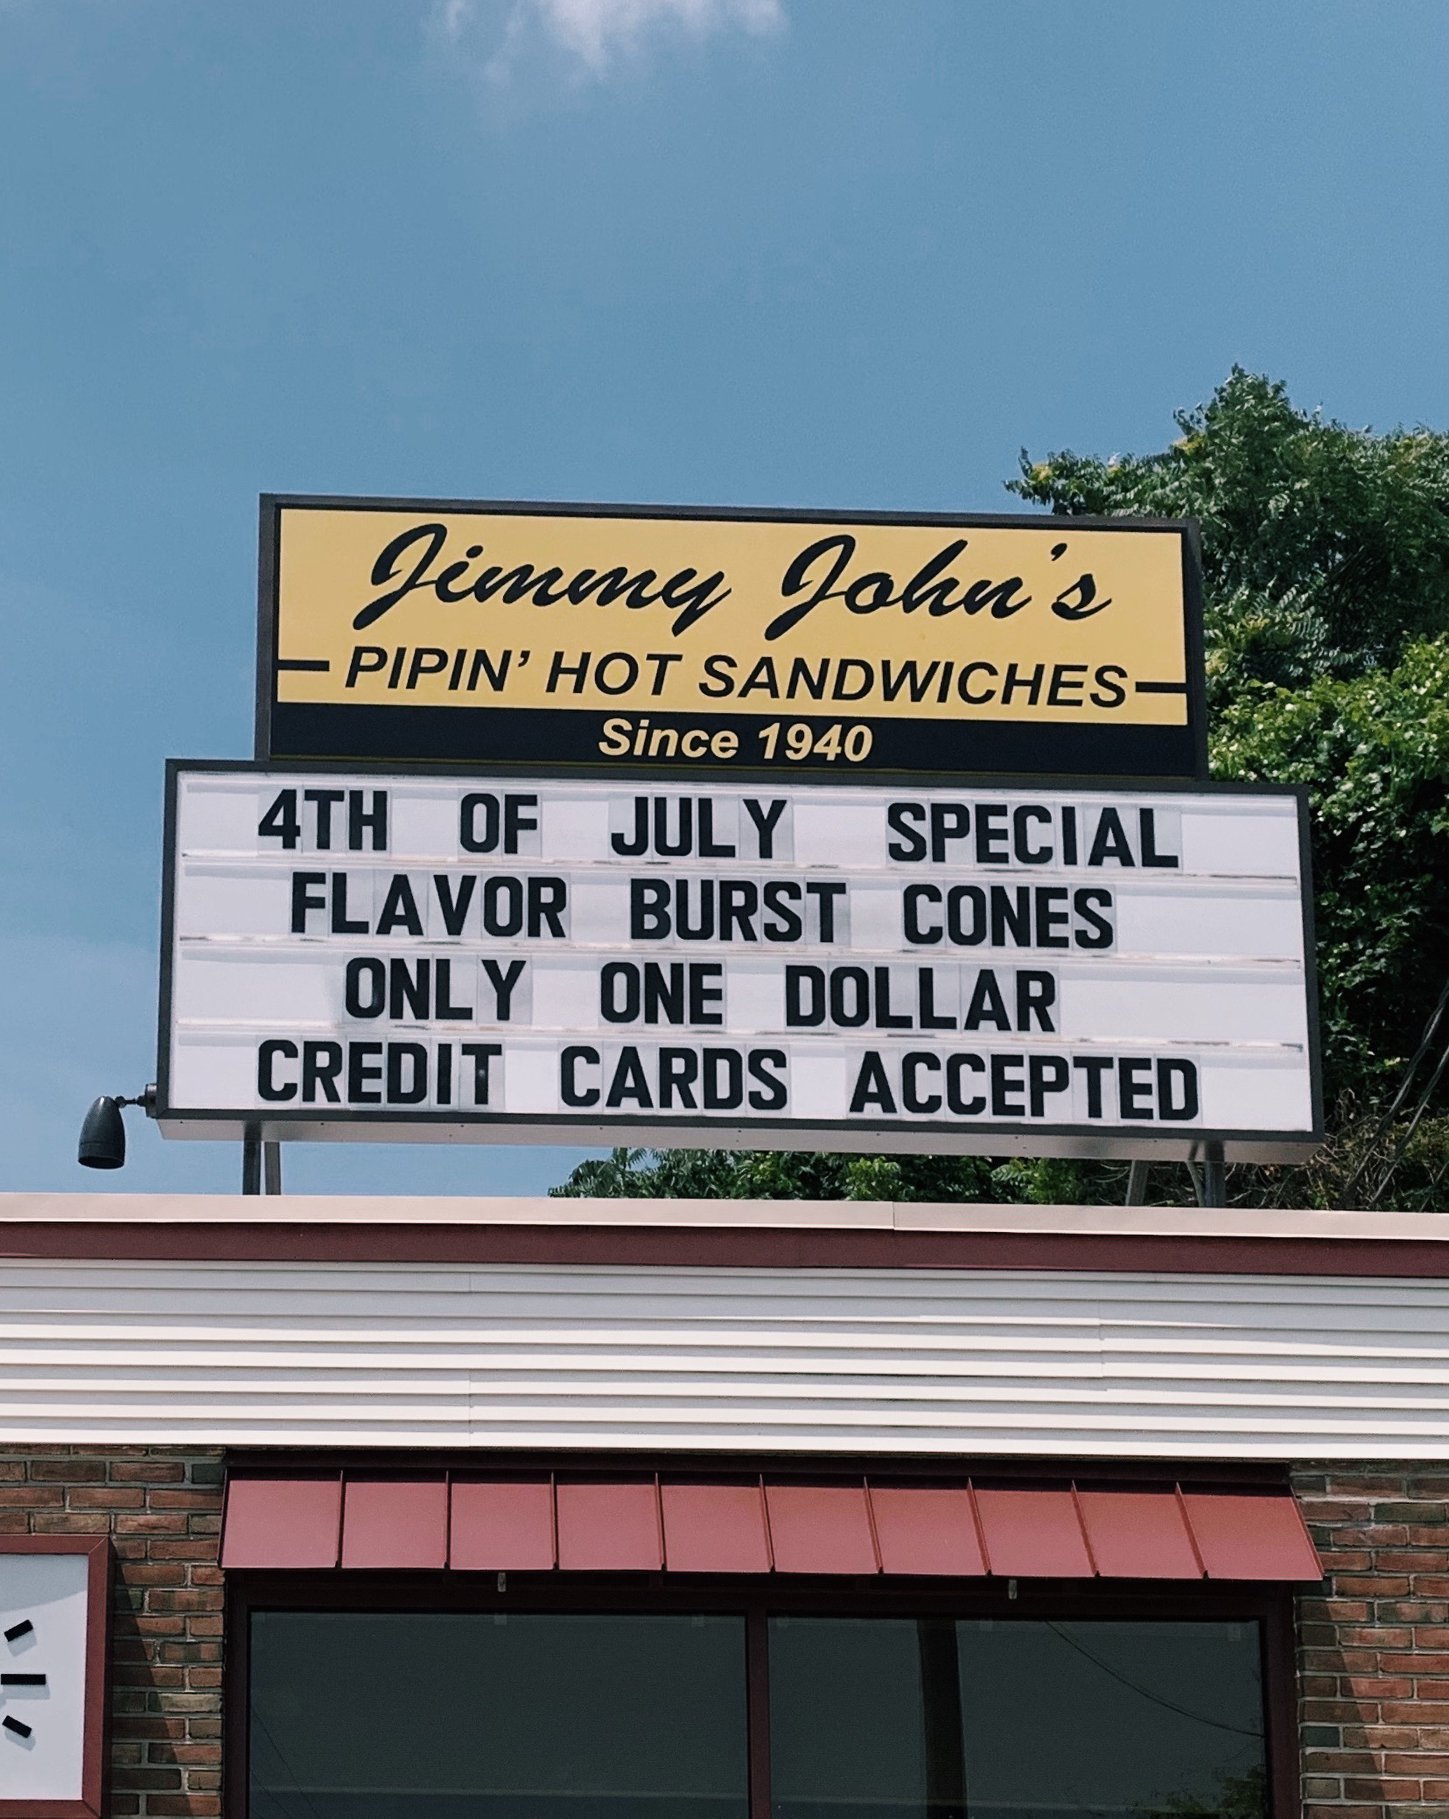 Jimmy John's
PIPIN' HOT SANDWICHES
Since 1940
4TH OF JULY SPECIAL
FLAVOR BURST CONES
ONLY ONE DOLLAR
CREDIT CARDS ACCEPTED